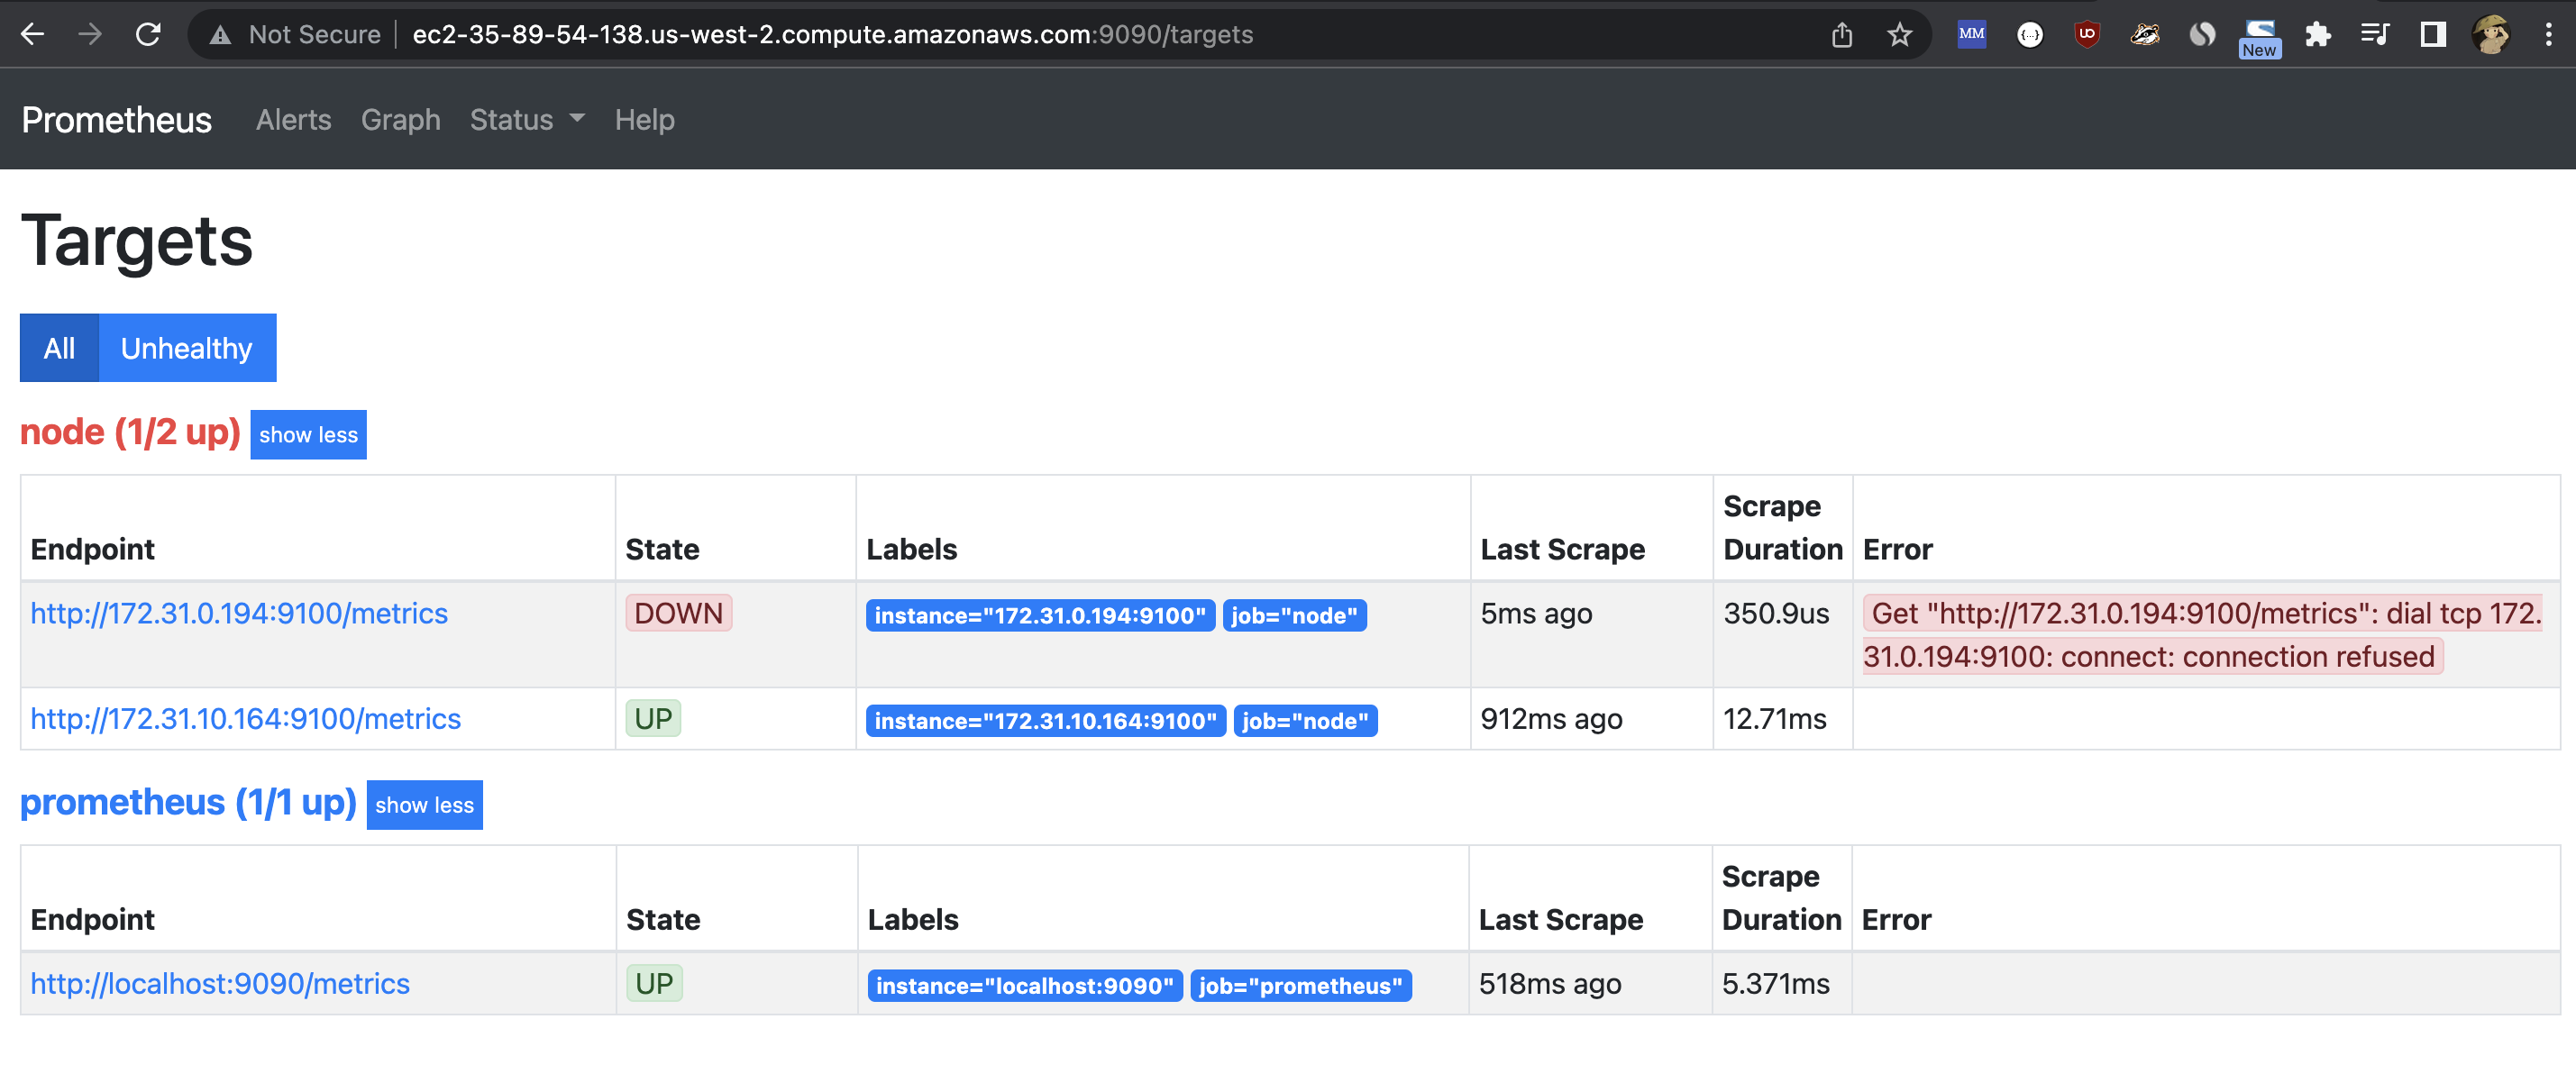 Not Secure ec2-35-89-54-138.us-west-2.compute.amazonaws.com:9090/targets MM {...} UO New
Prometheus Alerts Graph Status Help
Targets
All Unhealthy
node (1/2 up) show less
Endpoint State Labels Last Scrape Scrape Duration Error
http://172.31.0.194:9100/metrics DOWN instance="172.31.0.194:9100" job="node" 5ms ago 350.9us Get "http://172.31.0.194:9100/metrics": dial tcp 172.
31.0.194:9100: connect: connection refused
http://172.31.10.164:9100/metrics UP instance="172.31.10.164:9100" job="node" 912ms ago 12.71ms
prometheus (1/1 up) show less
Endpoint State Labels Last Scrape Scrape Duration Error
http://localhost:9090/metrics UP instance="localhost:9090" job="prometheus" 518ms ago 5.371ms